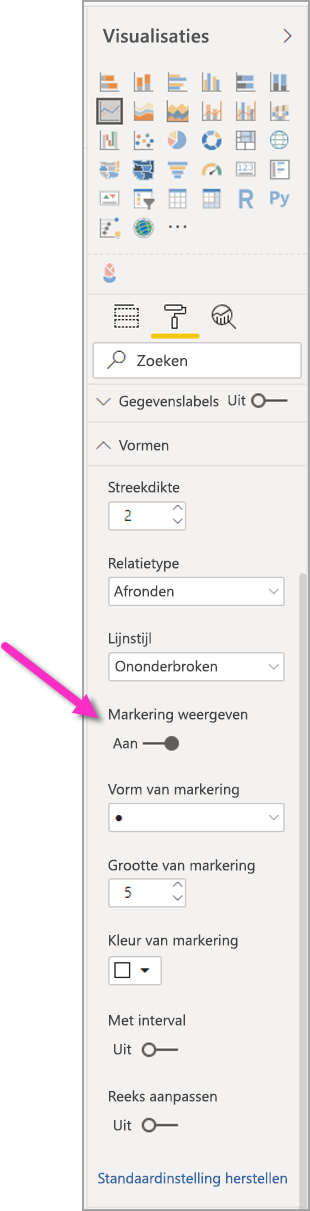 Visualisaties
123
R Py
Zoeken
Gegevenslabels Uit
Vormen
Streekdikte
2
Relatietype
Afronden
Lijnstijl
Ononderbroken
Markering weergeven
Aan
Vorm van markering
Grootte van markering
5
Kleur van markering
Met interval
Uit
Reeks aanpassen
Uit
Standaardinstelling herstellen